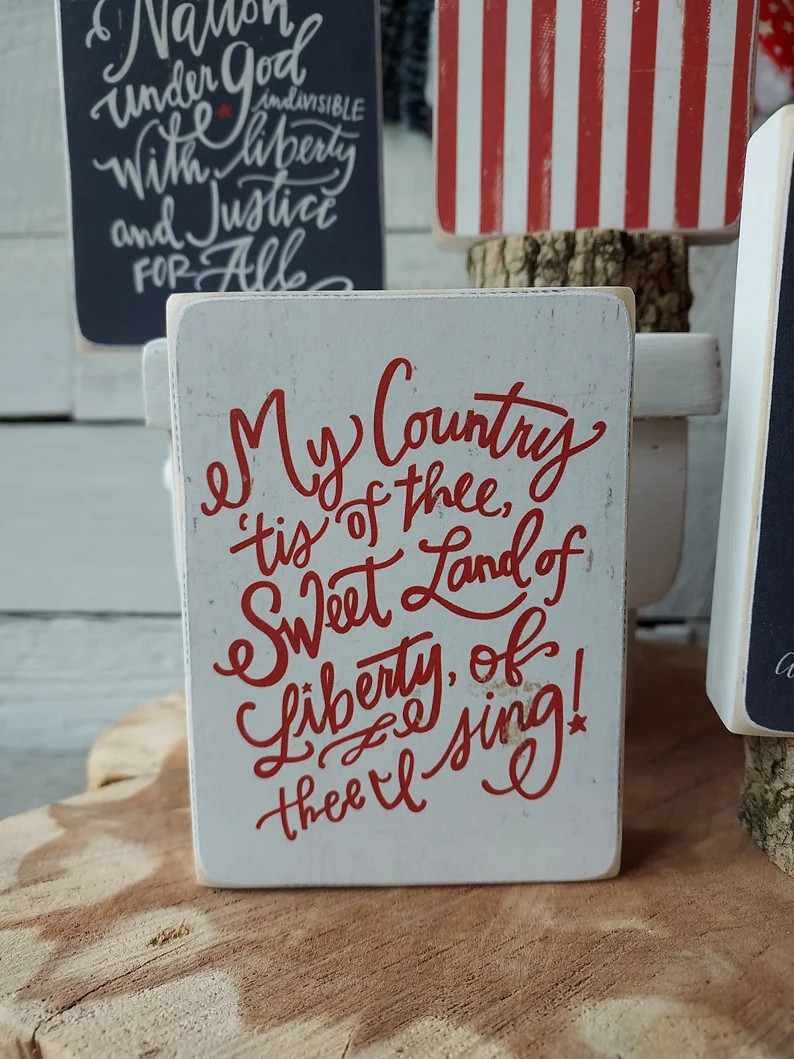 Nation
under God
indivisible
with liberty
and Justice
for All
My Country
'tis of thee,
Sweet Land of
Liberty, of
thee I sing!
a